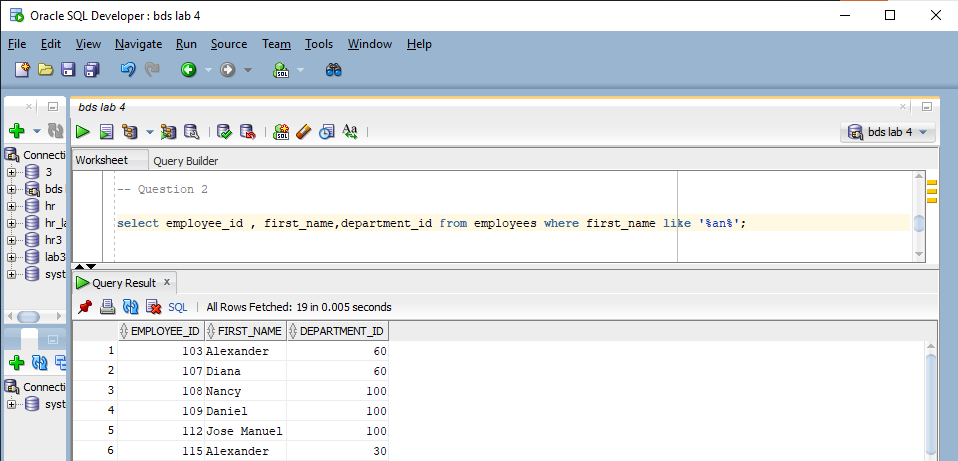 Oracle SQL Developer : bds lab 4
File Edit View Navigate Run Source Team Tools Window Help
bds lab 4
bds lab 4
Worksheet Query Builder
Connecti
3
bds
hr
hr_la
hr3
lab3
syst
-- Question 2
select employee_id , first_name,department_id from employees where first_name like '%an%';
Query Result x
SQL | All Rows Fetched: 19 in 0.005 seconds
EMPLOYEE_ID FIRST_NAME DEPARTMENT_ID
1 103 Alexander 60
2 107 Diana 60
3 108 Nancy 100
4 109 Daniel 100
5 112 Jose Manuel 100
6 115 Alexander 30
Connecti
syst